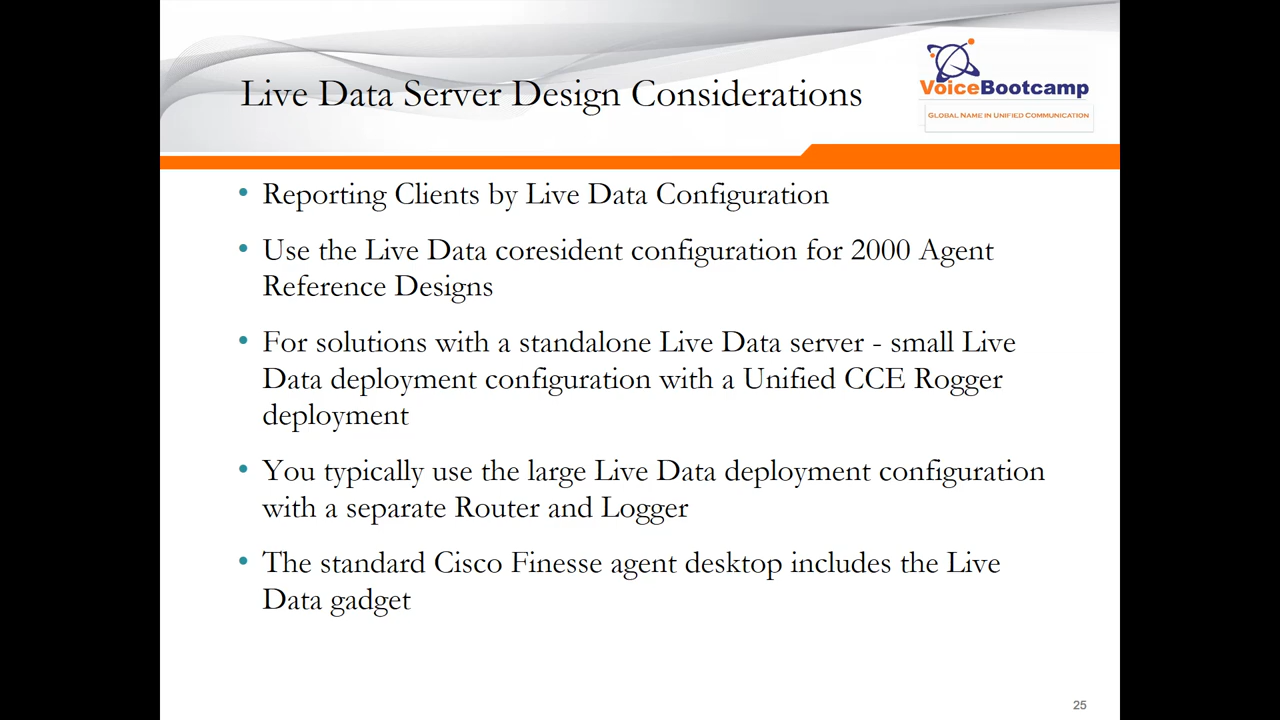 Live Data Server Design Considerations
VoiceBootcamp
GLOBAL NAME IN UNIFIED COMMUNICATION
• Reporting Clients by Live Data Configuration
• Use the Live Data coresident configuration for 2000 Agent
Reference Designs
• For solutions with a standalone Live Data server - small Live
Data deployment configuration with a Unified CCE Rogger
deployment
• You typically use the large Live Data deployment configuration
with a separate Router and Logger
• The standard Cisco Finesse agent desktop includes the Live
Data gadget
25